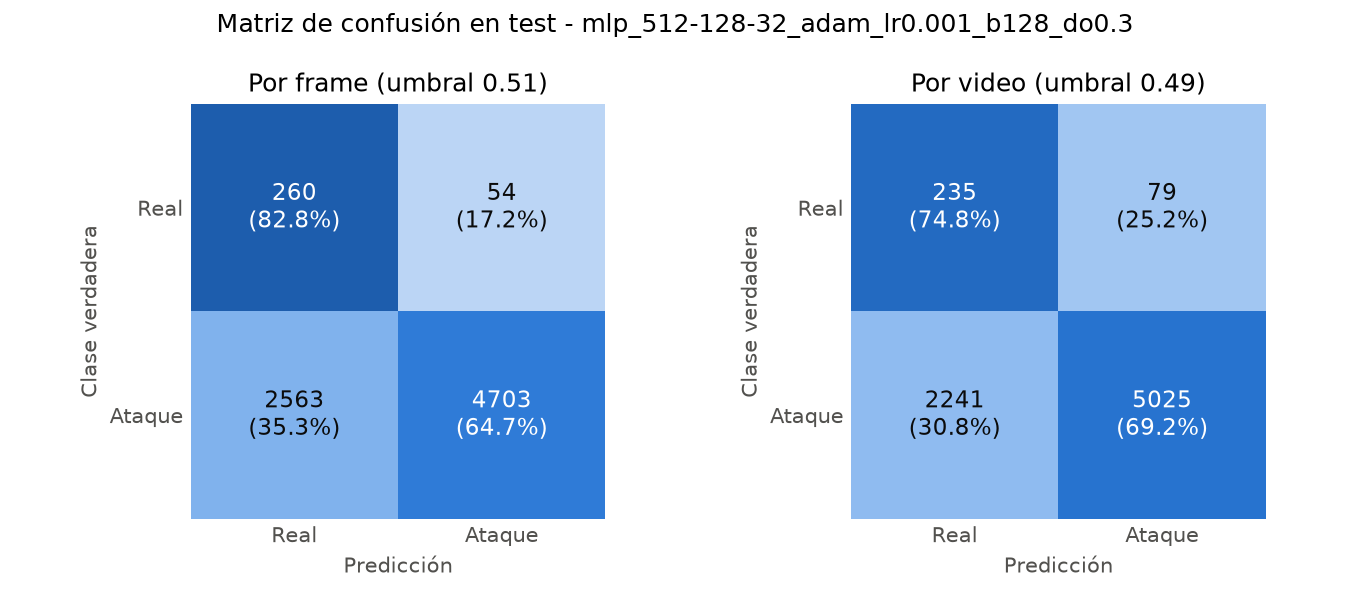 Matriz de confusión en test - mlp_512-128-32_adam_lr0.001_b128_do0.3
Por frame (umbral 0.51)
Clase verdadera
Real
260
(82.8%)
54
(17.2%)
Ataque
2563
(35.3%)
4703
(64.7%)
Real
Ataque
Predicción
Por video (umbral 0.49)
Clase verdadera
Real
235
(74.8%)
79
(25.2%)
Ataque
2241
(30.8%)
5025
(69.2%)
Real
Ataque
Predicción